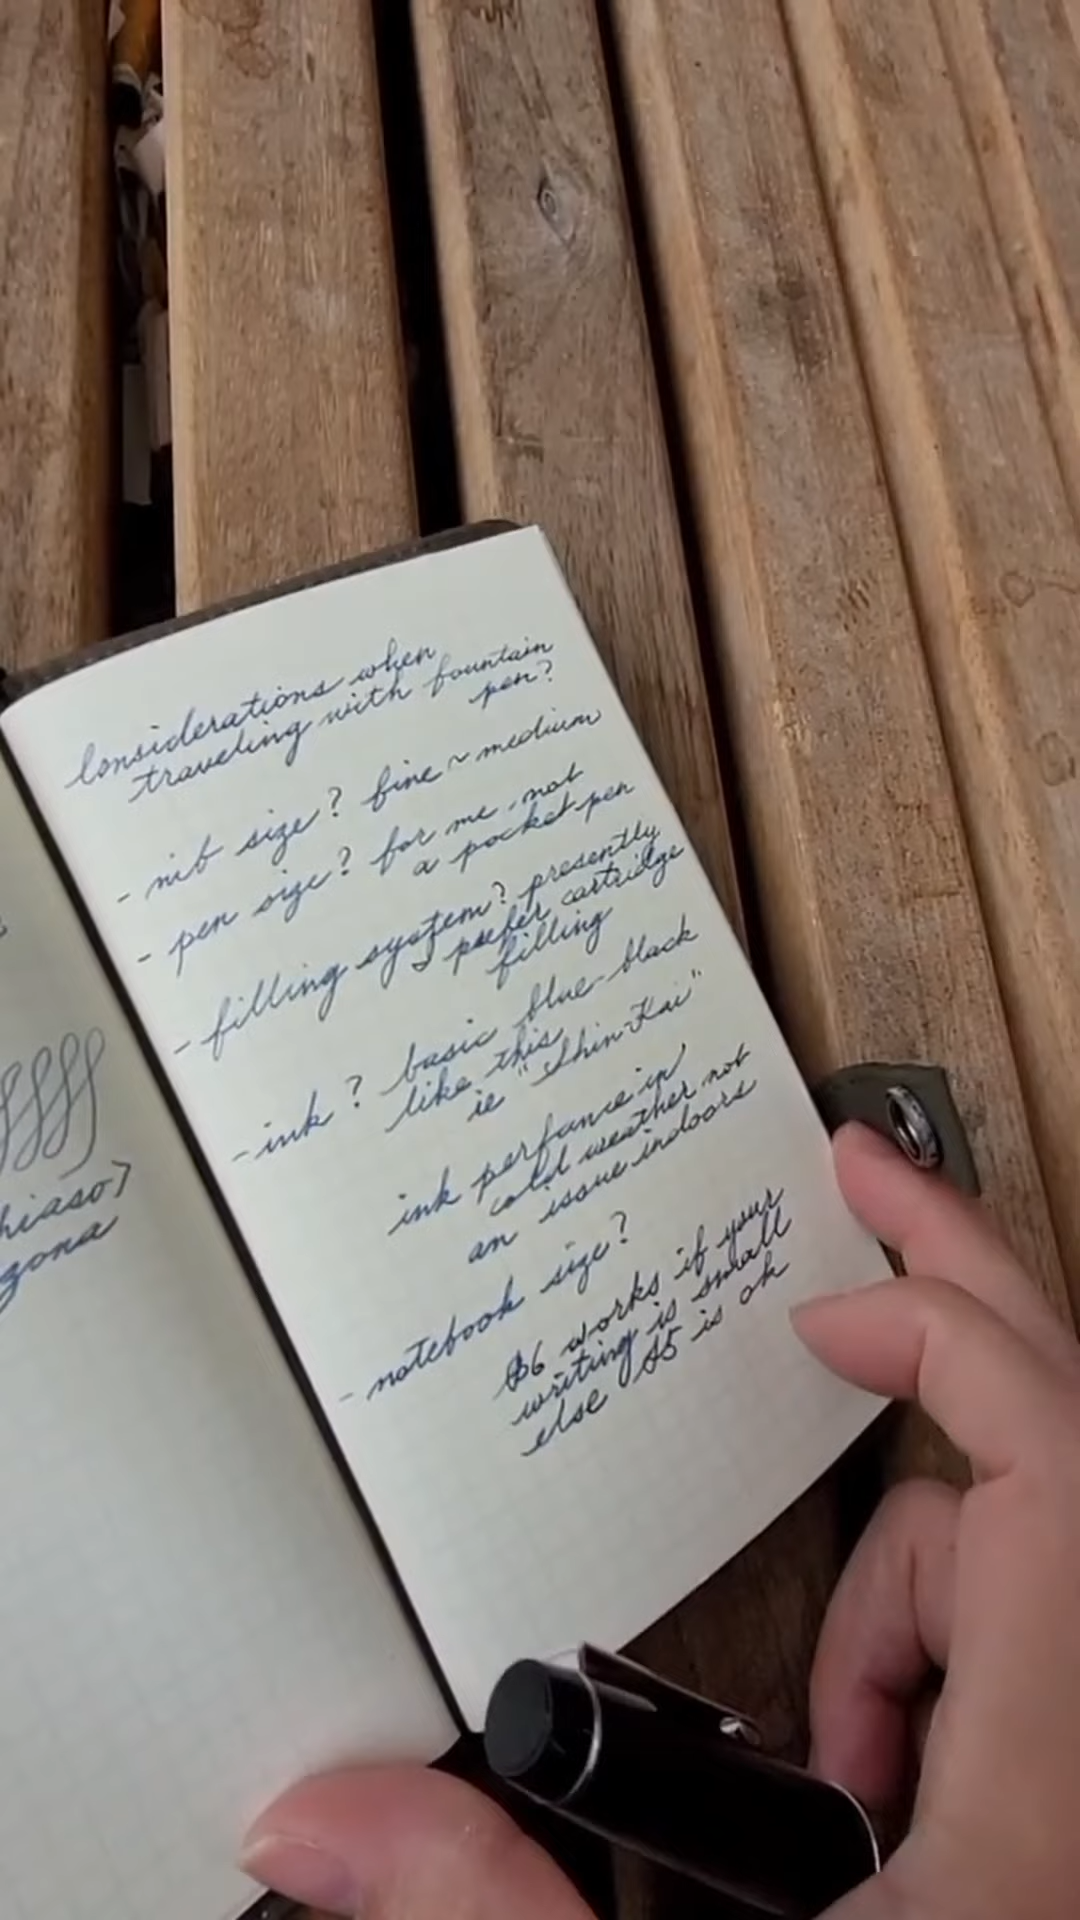 hiaso)
gona
Considerations when
traveling with fountain
pen?
- nib size? fine ~ medium
- pen size? for me, not
a pocket pen
- filling system? presently
I prefer cartridge
filling
- ink? basic blue-black
like this
ie "Shin-Kai"
ink perfance in
cold weather not
an issue indoors
- notebook size?
B6 works if your
writing is small
else A5 is ok